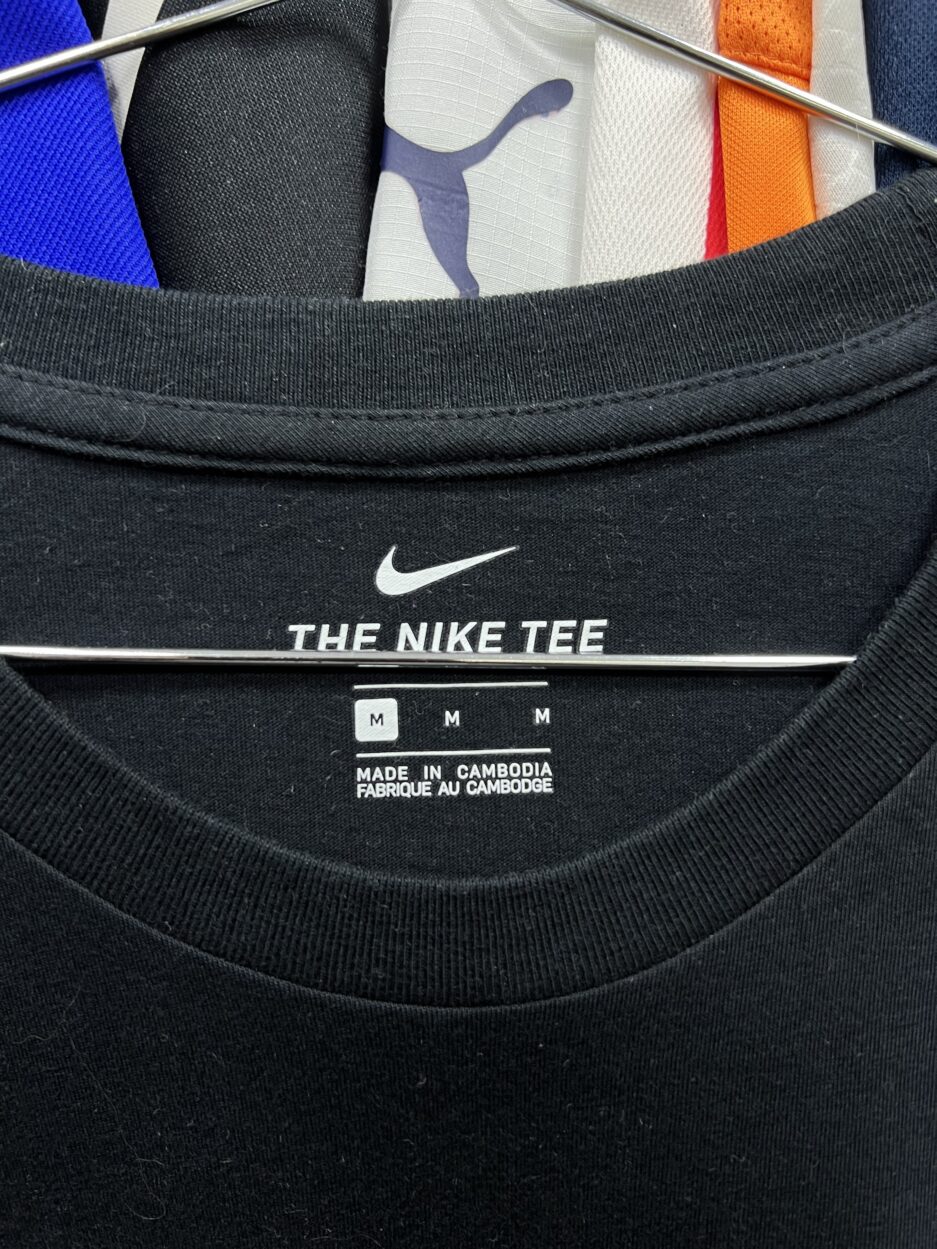 THE NIKE TEE
M M M
MADE IN CAMBODIA
FABRIQUE AU CAMBODGE